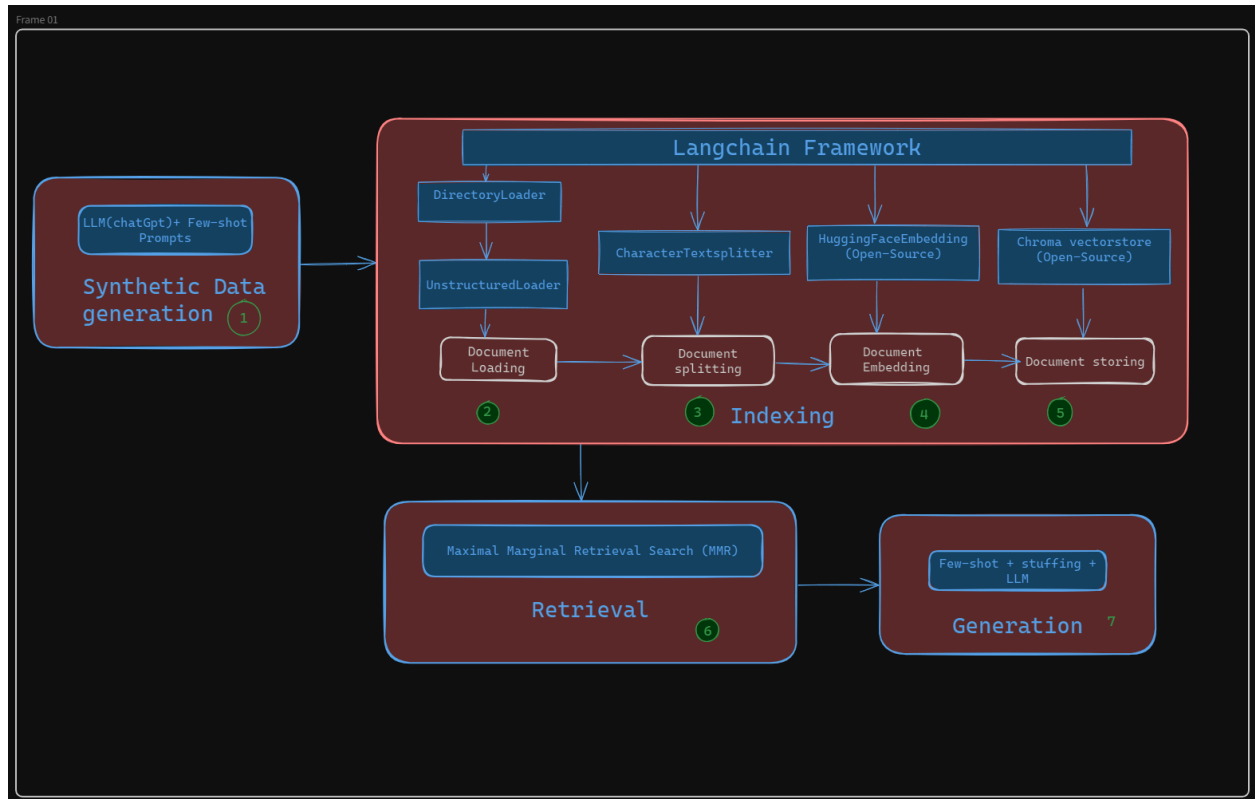 Frame 01
LLM(chatGpt)+ Few-shot
Prompts
Synthetic Data
generation
1
Langchain Framework
DirectoryLoader
UnstructuredLoader
CharacterTextsplitter
HuggingFaceEmbedding
(Open-Source)
Chroma vectorstore
(Open-Source)
Document
Loading
Document
splitting
Document
Embedding
Document storing
2
3
Indexing
4
5
Maximal Marginal Retrieval Search (MMR)
Retrieval
6
Few-shot + stuffing +
LLM
Generation
7